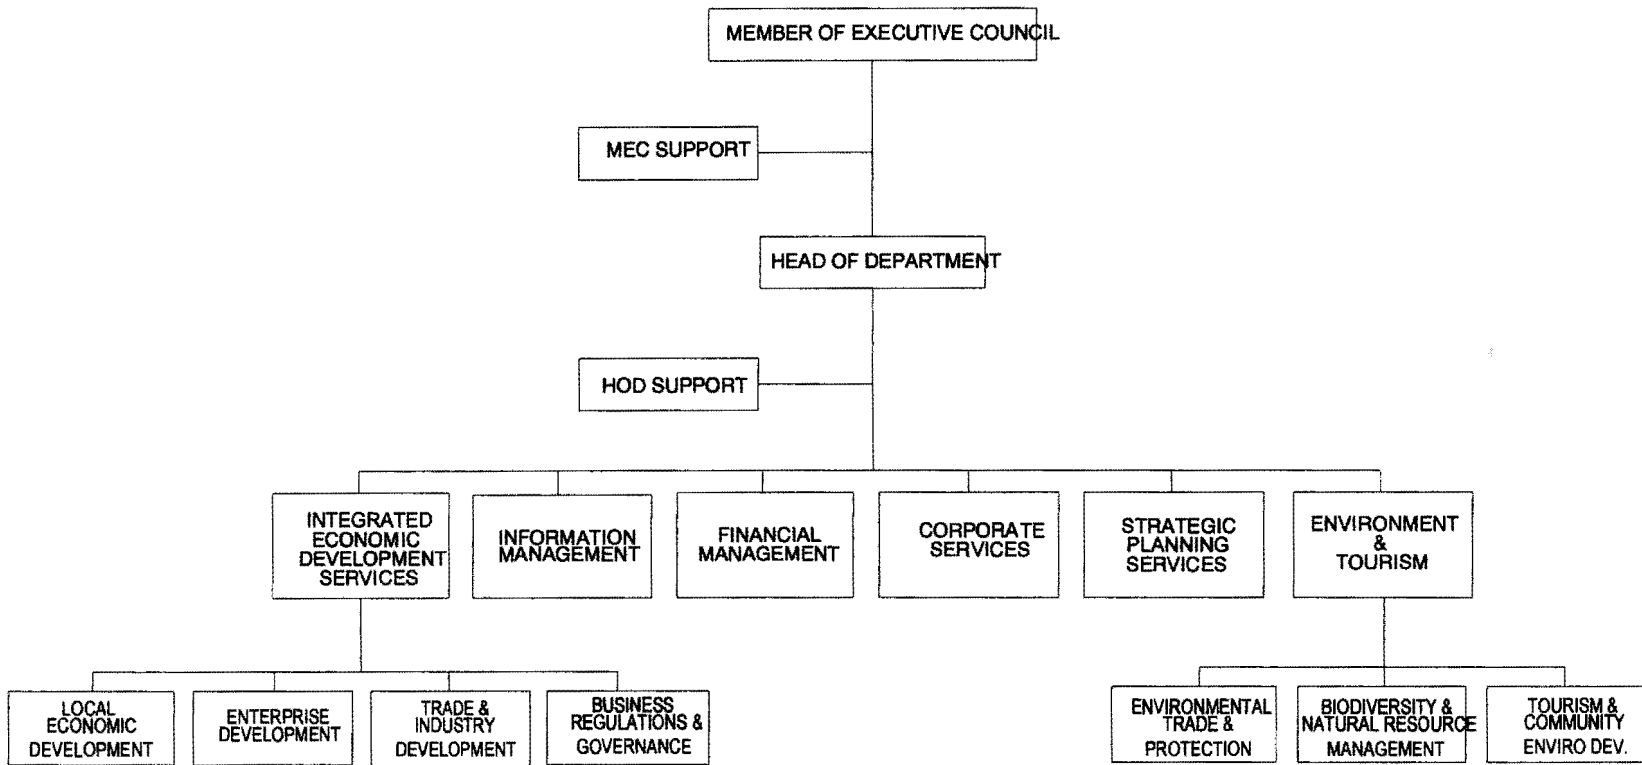 MEMBER OF EXECUTIVE COUNCIL
MEC SUPPORT
HEAD OF DEPARTMENT
HOD SUPPORT
INTEGRATED
ECONOMIC
DEVELOPMENT
SERVICES
INFORMATION
MANAGEMENT
FINANCIAL
MANAGEMENT
CORPORATE
SERVICES
STRATEGIC
PLANNING
SERVICES
ENVIRONMENT
&
TOURISM
LOCAL
ECONOMIC
DEVELOPMENT
ENTERPRISE
DEVELOPMENT
TRADE &
INDUSTRY
DEVELOPMENT
BUSINESS
REGULATIONS &
GOVERNANCE
ENVIRONMENTAL
TRADE &
PROTECTION
BIODIVERSITY &
NATURAL RESOURCE
MANAGEMENT
TOURISM &
COMMUNITY
ENVIRO DEV.